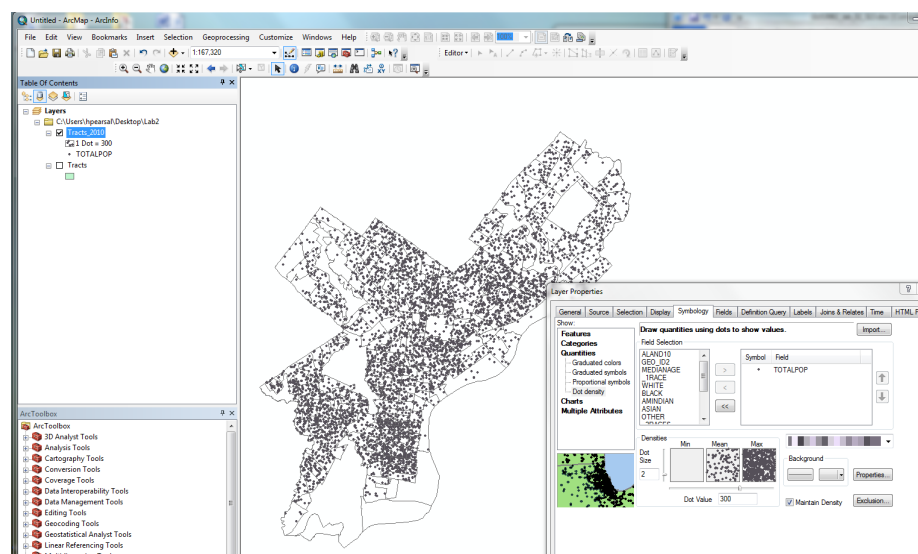 Untitled - ArcMap - ArcInfo
File Edit View Bookmarks Insert Selection Geoprocessing Customize Windows Help
1:167,320
Editor
Table Of Contents
Layers
C:\Users\hpearsal\Desktop\Lab2
Tracts_2010
1 Dot = 300
TOTALPOP
Tracts
ArcToolbox
ArcToolbox
3D Analyst Tools
Analysis Tools
Cartography Tools
Conversion Tools
Coverage Tools
Data Interoperability Tools
Data Management Tools
Editing Tools
Geocoding Tools
Geostatistical Analyst Tools
Linear Referencing Tools
Layer Properties
General Source Selection Display Symbology Fields Definition Query Labels Joins & Relates Time HTML P
Show:
Features
Categories
Quantities
Graduated colors
Graduated symbols
Proportional symbols
Dot density
Charts
Multiple Attributes
Draw quantities using dots to show values.
Import...
Field Selection
ALAND10
GEO_ID2
MEDIANAGE
_1RACE
WHITE
BLACK
AMINDIAN
ASIAN
OTHER
>
<
<<
Symbol Field
TOTALPOP
Densities
Dot Size
2
Min Mean Max
Dot Value 300
Background
Properties...
Maintain Density
Exclusion...